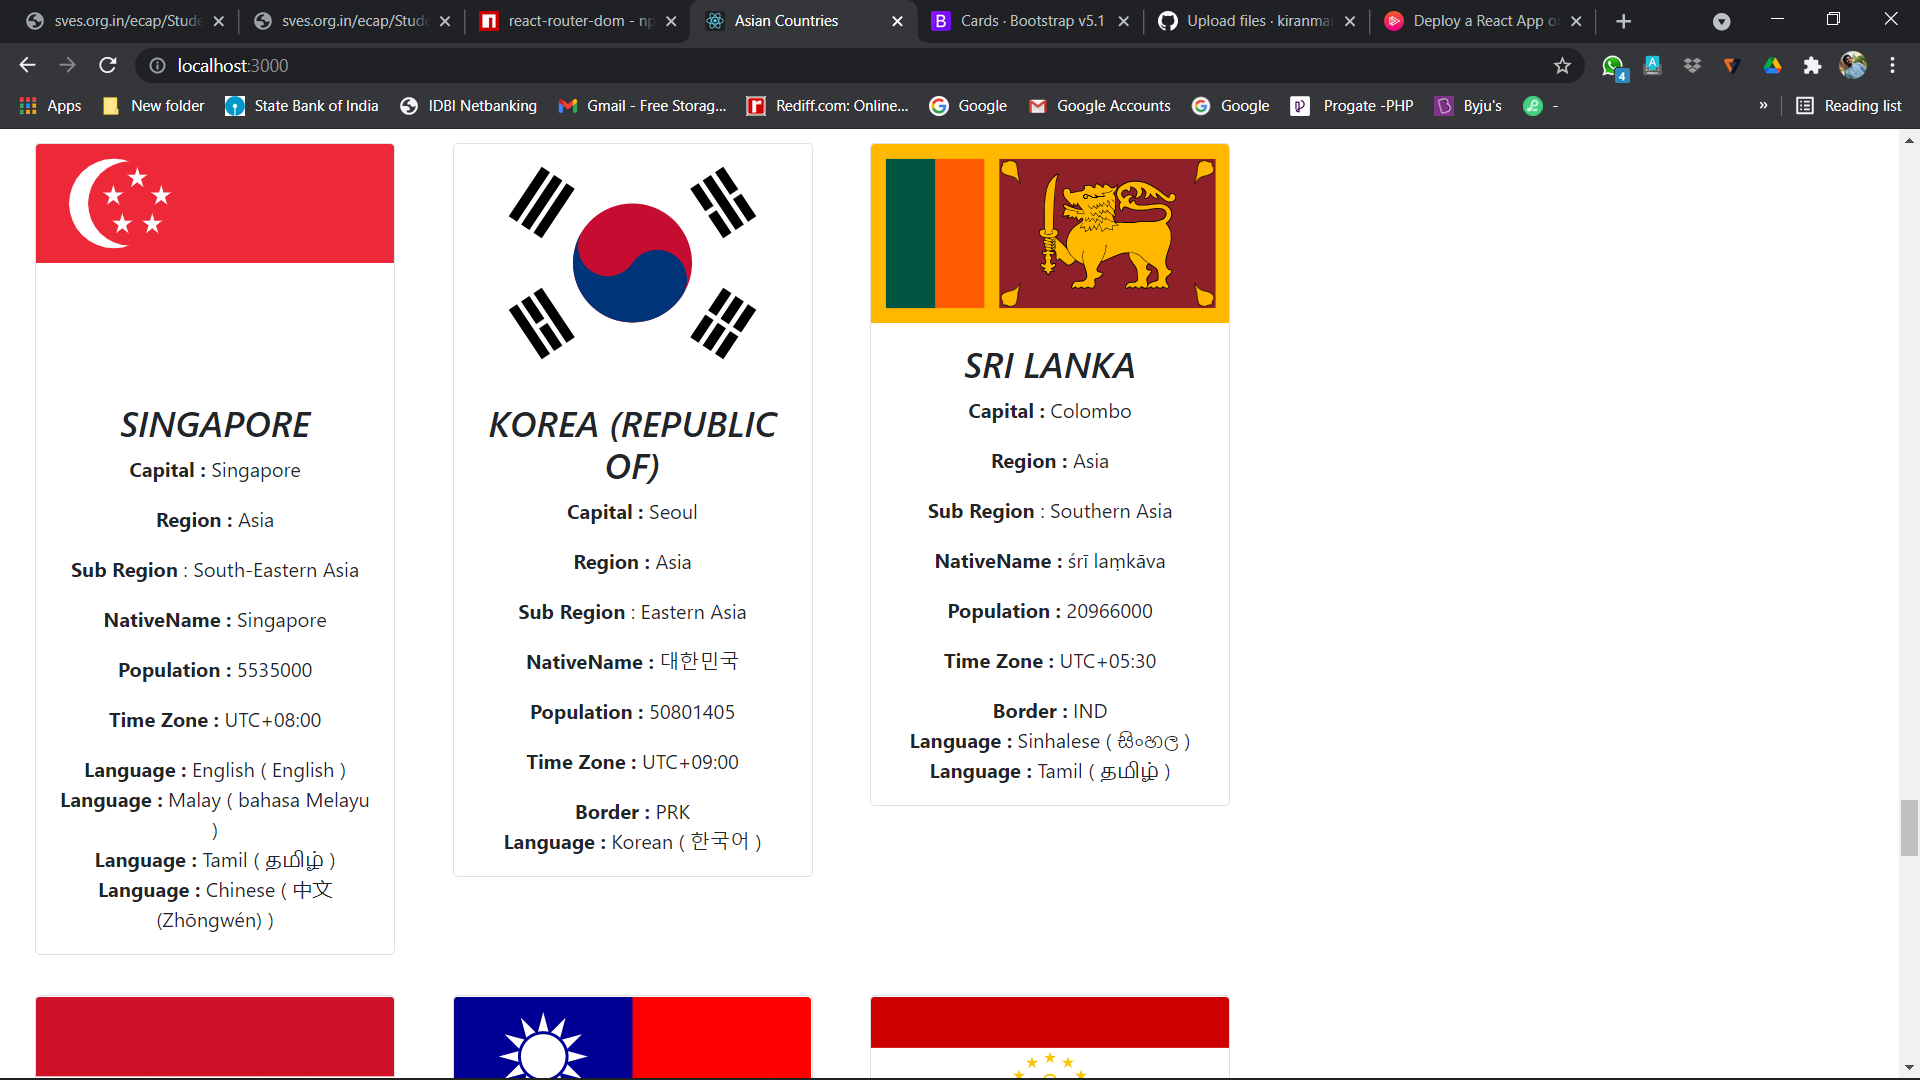 sves.org.in/ecap/Stude
sves.org.in/ecap/Stude
react-router-dom - np
Asian Countries
Cards · Bootstrap v5.1
Upload files · kiranmar
Deploy a React App o
localhost:3000
4
Apps
New folder
State Bank of India
IDBI Netbanking
Gmail - Free Storag...
Rediff.com: Online...
Google
Google Accounts
Google
Progate -PHP
Byju's
-
»
Reading list
SINGAPORE
Capital : Singapore
Region : Asia
Sub Region : South-Eastern Asia
NativeName : Singapore
Population : 5535000
Time Zone : UTC+08:00
Language : English ( English )
Language : Malay ( bahasa Melayu
)
Language : Tamil ( தமிழ் )
Language : Chinese ( 中文
(Zhōngwén) )
KOREA (REPUBLIC
OF)
Capital : Seoul
Region : Asia
Sub Region : Eastern Asia
NativeName : 대한민국
Population : 50801405
Time Zone : UTC+09:00
Border : PRK
Language : Korean ( 한국어 )
SRI LANKA
Capital : Colombo
Region : Asia
Sub Region : Southern Asia
NativeName : śrī laṃkāva
Population : 20966000
Time Zone : UTC+05:30
Border : IND
Language : Sinhalese ( සිංහල )
Language : Tamil ( தமிழ் )